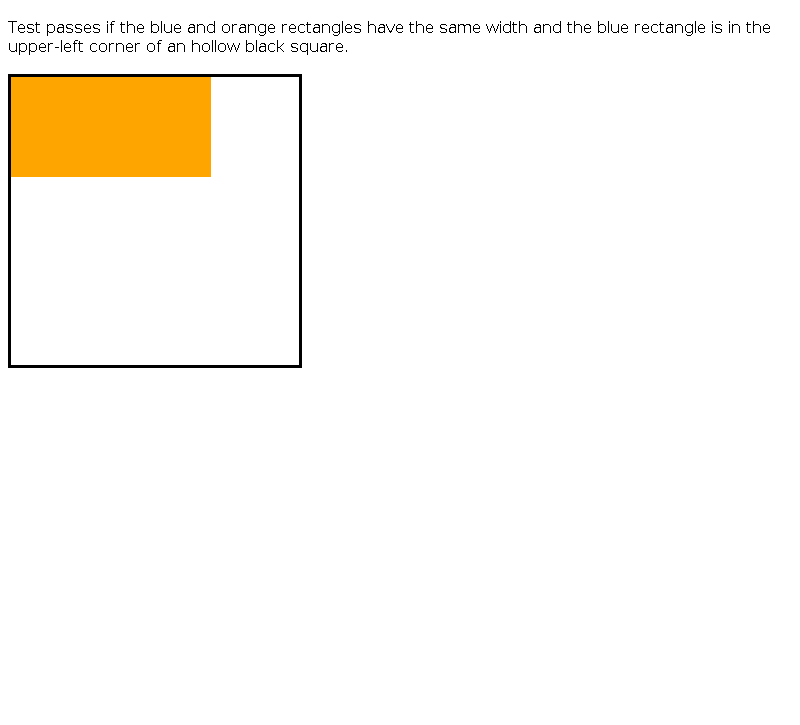 Test passes if the blue and orange rectangles have the same width and the blue rectangle is in the
upper-left corner of an hollow black square.